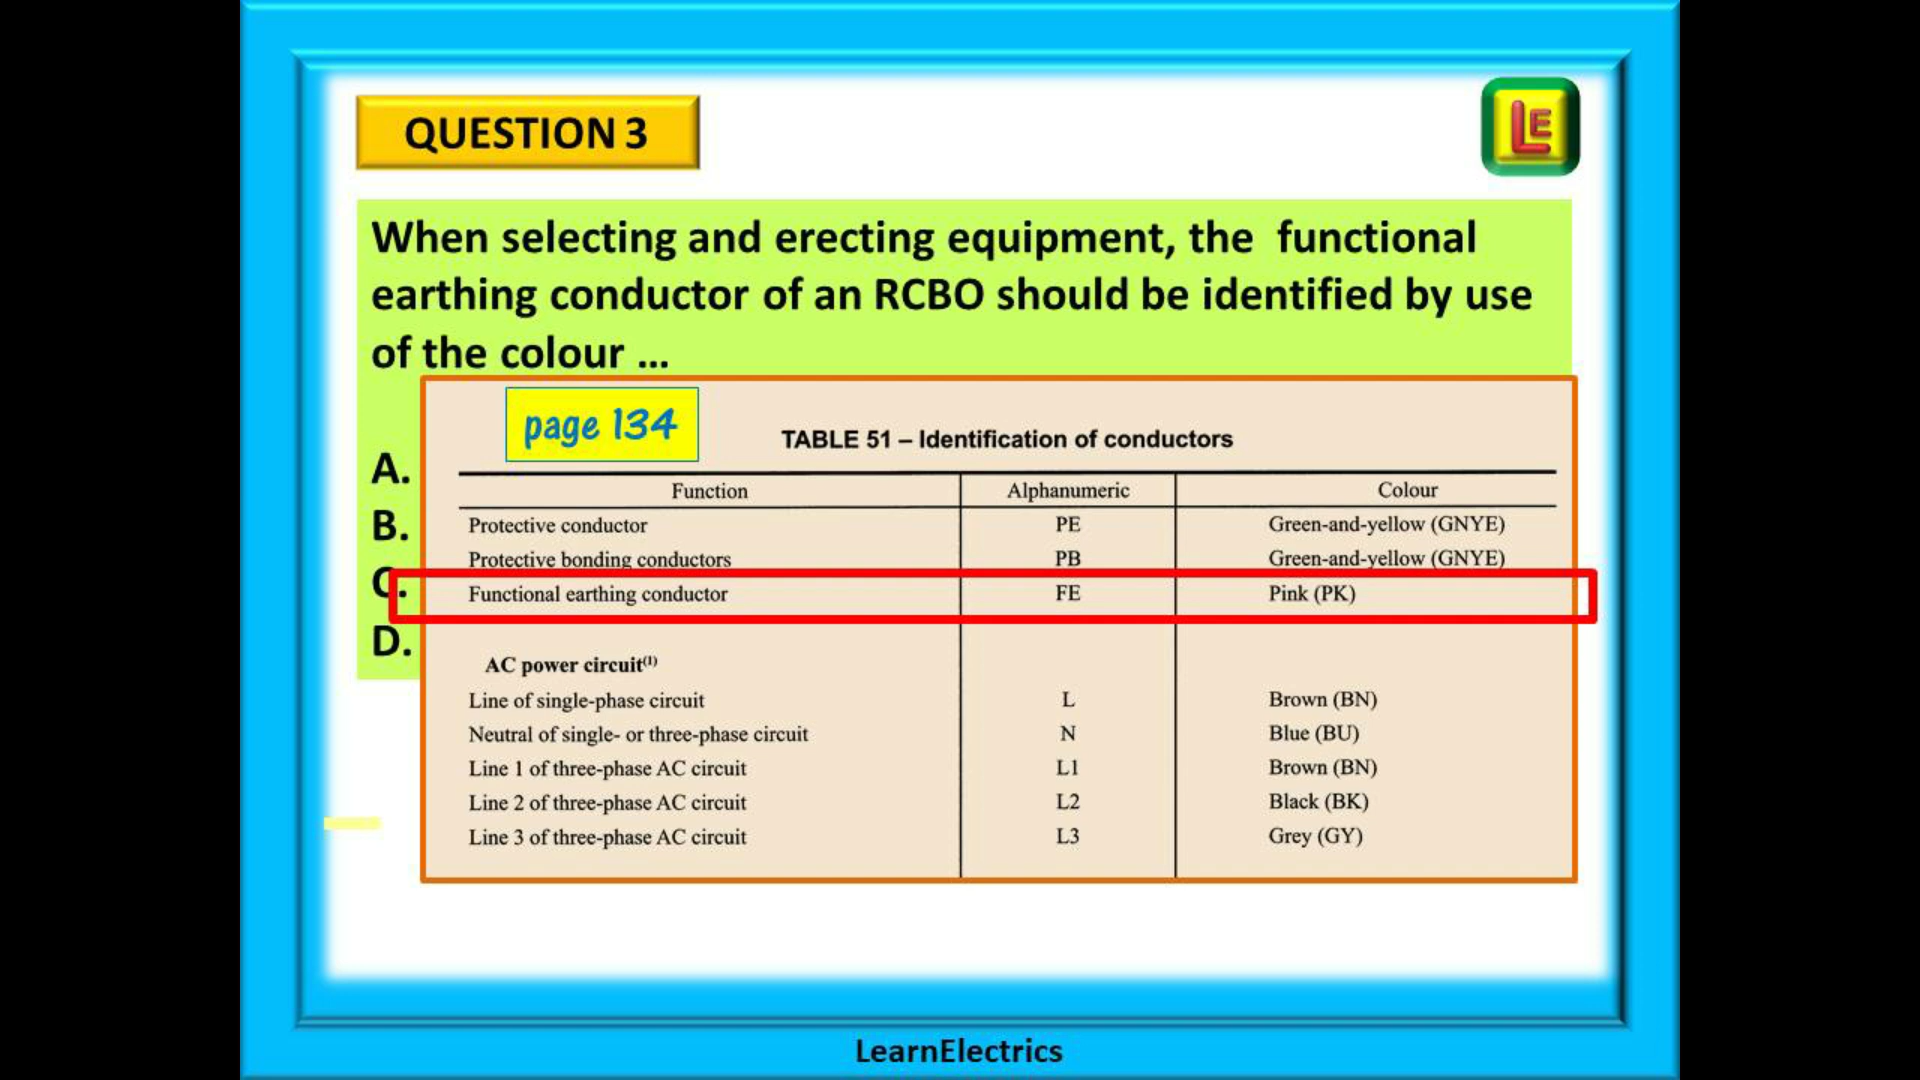 QUESTION 3
LE
When selecting and erecting equipment, the functional
earthing conductor of an RCBO should be identified by use
of the colour ...
page 134
TABLE 51 – Identification of conductors
A.
B.
C.
D.
Function Alphanumeric Colour
Protective conductor PE Green-and-yellow (GNYE)
Protective bonding conductors PB Green-and-yellow (GNYE)
Functional earthing conductor FE Pink (PK)
AC power circuit(1)
Line of single-phase circuit L Brown (BN)
Neutral of single- or three-phase circuit N Blue (BU)
Line 1 of three-phase AC circuit L1 Brown (BN)
Line 2 of three-phase AC circuit L2 Black (BK)
Line 3 of three-phase AC circuit L3 Grey (GY)
LearnElectrics